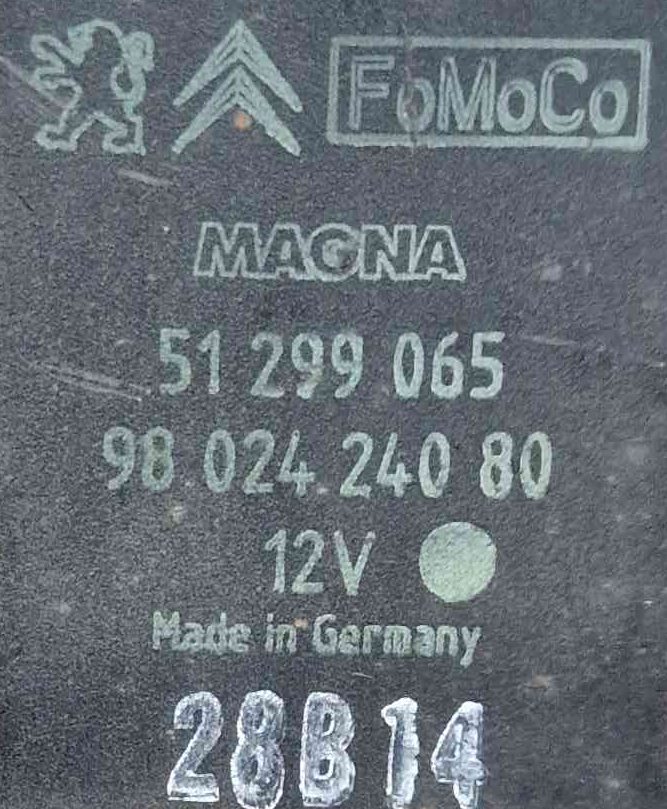 FoMoCo
MAGNA
51 299 065
98 024 240 80
12V
Made in Germany
28B14